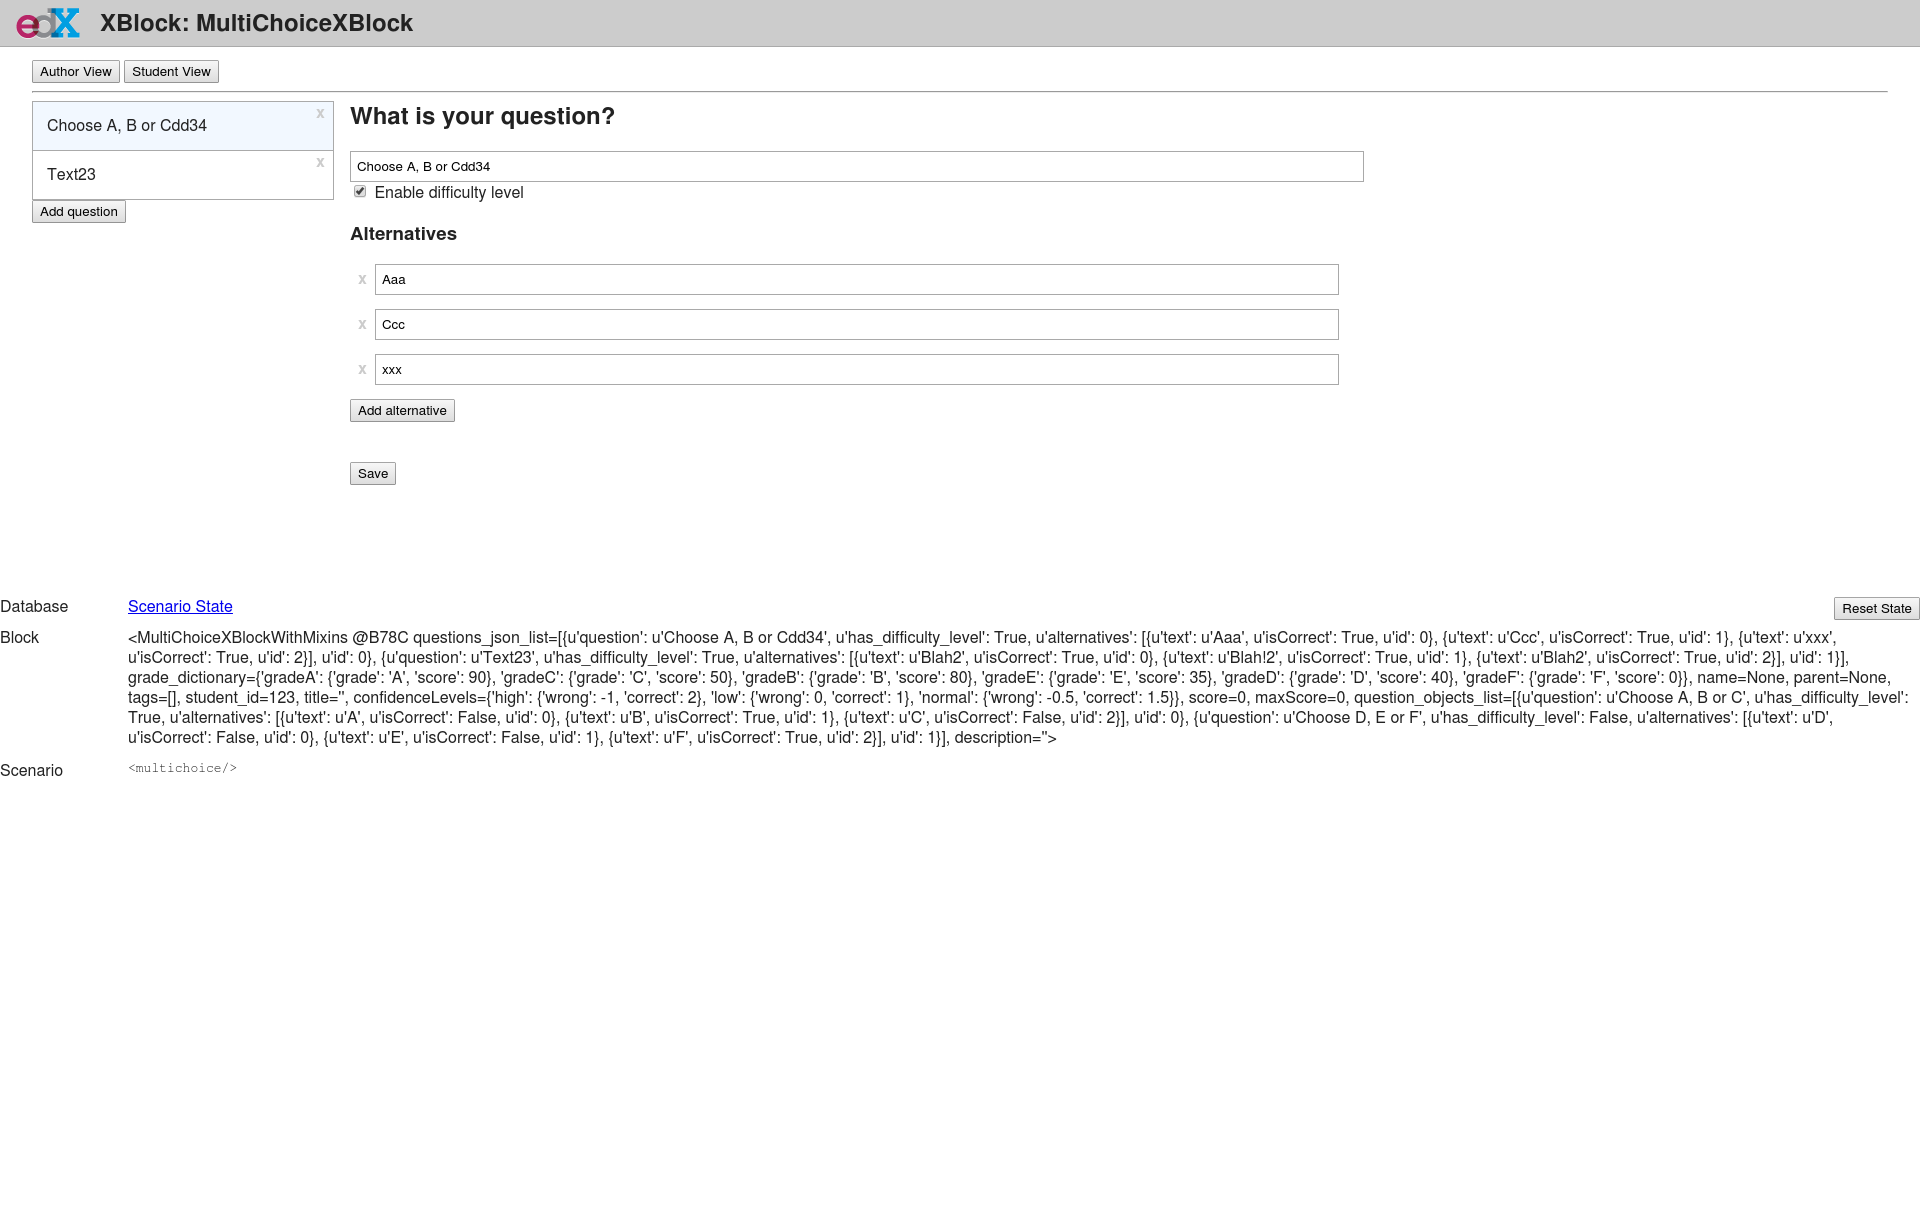 edX XBlock: MultiChoiceXBlock
Author View Student View
Choose A, B or Cdd34 x
Text23 x
Add question
What is your question?
Choose A, B or Cdd34
Enable difficulty level
Alternatives
x Aaa
x Ccc
x xxx
Add alternative
Save
Database Scenario State Reset State
Block <MultiChoiceXBlockWithMixins @B78C questions_json_list=[{u'question': u'Choose A, B or Cdd34', u'has_difficulty_level': True, u'alternatives': [{u'text': u'Aaa', u'isCorrect': True, u'id': 0}, {u'text': u'Ccc', u'isCorrect': True, u'id': 1}, {u'text': u'xxx',
u'isCorrect': True, u'id': 2}], u'id': 0}, {u'question': u'Text23', u'has_difficulty_level': True, u'alternatives': [{u'text': u'Blah2', u'isCorrect': True, u'id': 0}, {u'text': u'Blah!2', u'isCorrect': True, u'id': 1}, {u'text': u'Blah2', u'isCorrect': True, u'id': 2}], u'id': 1}],
grade_dictionary={'gradeA': {'grade': 'A', 'score': 90}, 'gradeC': {'grade': 'C', 'score': 50}, 'gradeB': {'grade': 'B', 'score': 80}, 'gradeE': {'grade': 'E', 'score': 35}, 'gradeD': {'grade': 'D', 'score': 40}, 'gradeF': {'grade': 'F', 'score': 0}}, name=None, parent=None,
tags=[], student_id=123, title='', confidenceLevels={'high': {'wrong': -1, 'correct': 2}, 'low': {'wrong': 0, 'correct': 1}, 'normal': {'wrong': -0.5, 'correct': 1.5}}, score=0, maxScore=0, question_objects_list=[{u'question': u'Choose A, B or C', u'has_difficulty_level':
True, u'alternatives': [{u'text': u'A', u'isCorrect': False, u'id': 0}, {u'text': u'B', u'isCorrect': True, u'id': 1}, {u'text': u'C', u'isCorrect': False, u'id': 2}], u'id': 0}, {u'question': u'Choose D, E or F', u'has_difficulty_level': False, u'alternatives': [{u'text': u'D',
u'isCorrect': False, u'id': 0}, {u'text': u'E', u'isCorrect': False, u'id': 1}, {u'text': u'F', u'isCorrect': True, u'id': 2}], u'id': 1}], description=''>
Scenario <multichoice/>